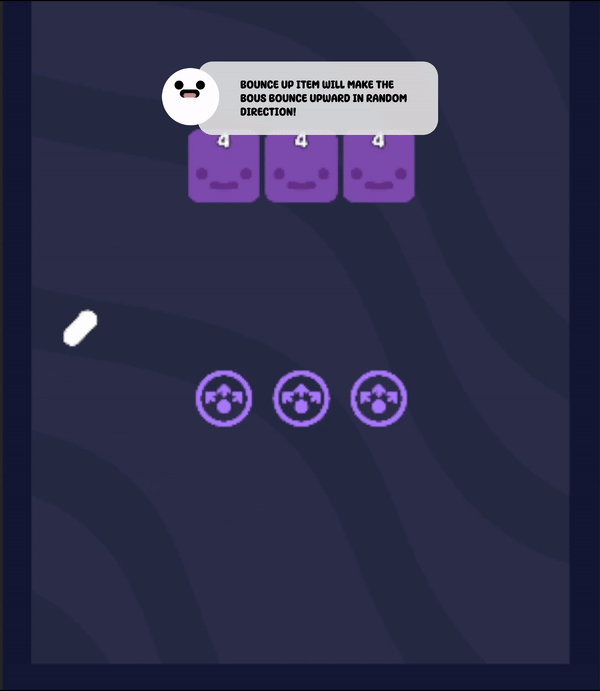 BOUNCE UP ITEM WILL MAKE THE
BOUS BOUNCE UPWARD IN RANDOM
DIRECTION!
4 4 4